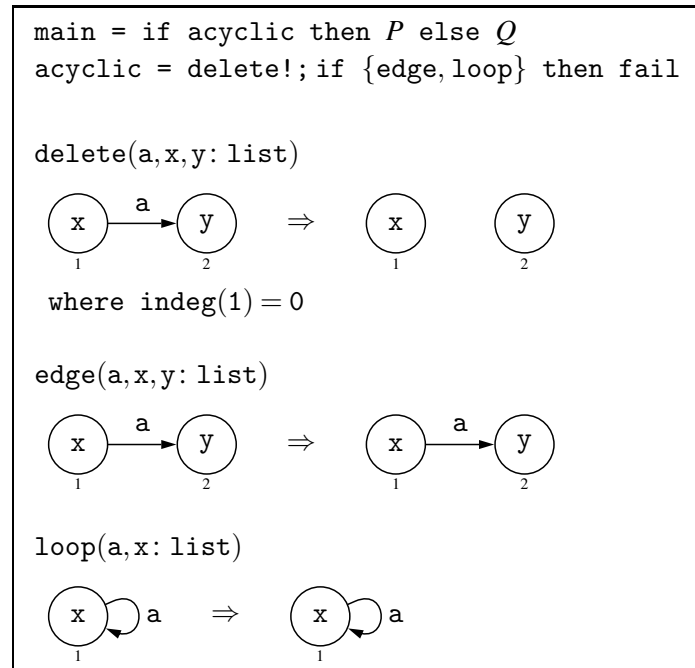 main = if acyclic then P else Q
acyclic = delete!; if {edge, loop} then fail
delete(a,x,y: list)
x a y ⇒ x y
1 2 1 2
where indeg(1) = 0
edge(a,x,y: list)
x a y ⇒ x a y
1 2 1 2
loop(a,x: list)
x a ⇒ x a
1 1